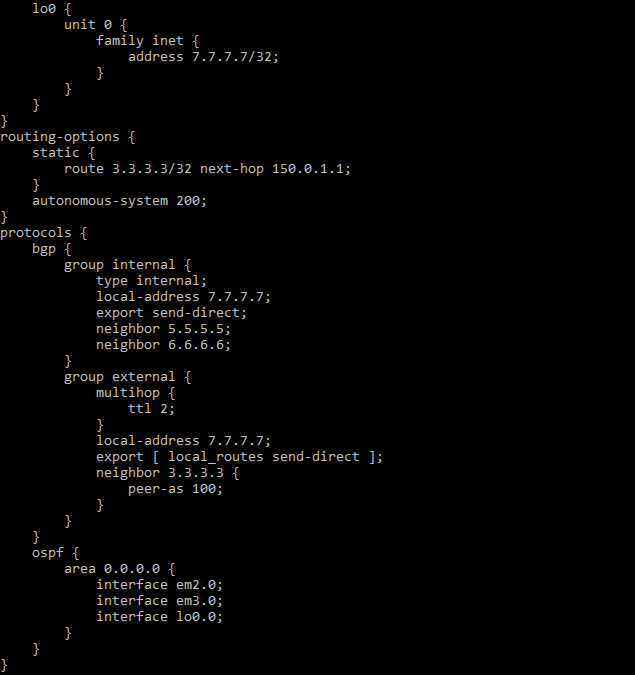 lo0 {
        unit 0 {
            family inet {
                address 7.7.7.7/32;
            }
        }
    }
}
routing-options {
    static {
        route 3.3.3.3/32 next-hop 150.0.1.1;
    }
    autonomous-system 200;
}
protocols {
    bgp {
        group internal {
            type internal;
            local-address 7.7.7.7;
            export send-direct;
            neighbor 5.5.5.5;
            neighbor 6.6.6.6;
        }
        group external {
            multihop {
                ttl 2;
            }
            local-address 7.7.7.7;
            export [ local_routes send-direct ];
            neighbor 3.3.3.3 {
                peer-as 100;
            }
        }
    }
    ospf {
        area 0.0.0.0 {
            interface em2.0;
            interface em3.0;
            interface lo0.0;
        }
    }
}